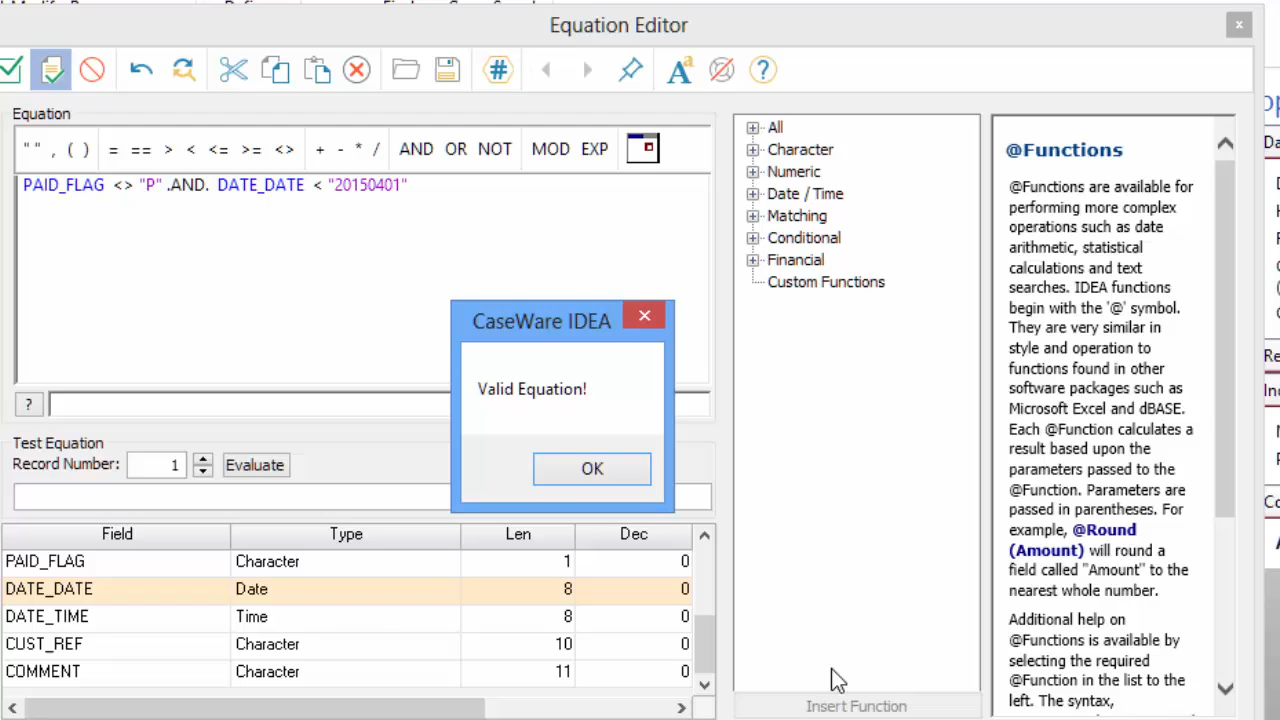 Equation Editor
x
#
A a
?
Equation
" " , ( ) = == > < <= >= <> + - * / AND OR NOT MOD EXP
PAID_FLAG <> "P" .AND. DATE_DATE < "20150401"
?
Test Equation
Record Number: 1 Evaluate
Field Type Len Dec
PAID_FLAG Character 1 0
DATE_DATE Date 8 0
DATE_TIME Time 8 0
CUST_REF Character 10 0
COMMENT Character 11 0
CaseWare IDEA
Valid Equation!
OK
All
Character
Numeric
Date / Time
Matching
Conditional
Financial
Custom Functions
Insert Function
@Functions
@Functions are available for
performing more complex
operations such as date
arithmetic, statistical
calculations and text
searches. IDEA functions
begin with the '@' symbol.
They are very similar in
style and operation to
functions found in other
software packages such as
Microsoft Excel and dBASE.
Each @Function calculates a
result based upon the
parameters passed to the
@Function. Parameters are
passed in parentheses. For
example, @Round
(Amount) will round a
field called "Amount" to the
nearest whole number.
Additional help on
@Functions is available by
selecting the required
@Function in the list to the
left. The syntax,